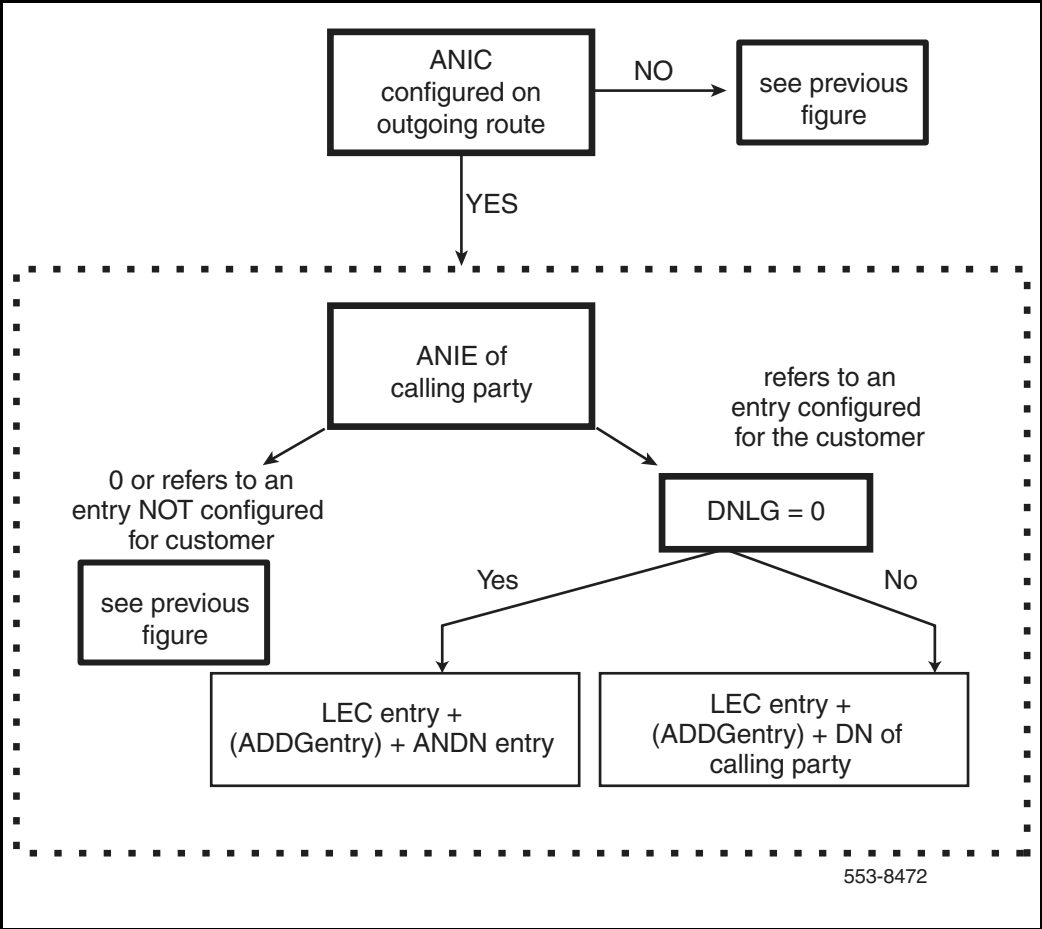 ANIC
configured on
outgoing route
NO
see previous
figure
YES
ANIE of
calling party
refers to an
entry configured
for the customer
0 or refers to an
entry NOT configured
for customer
DNLG = 0
see previous
figure
Yes
No
LEC entry +
(ADDGentry) + ANDN entry
LEC entry +
(ADDGentry) + DN of
calling party
553-8472